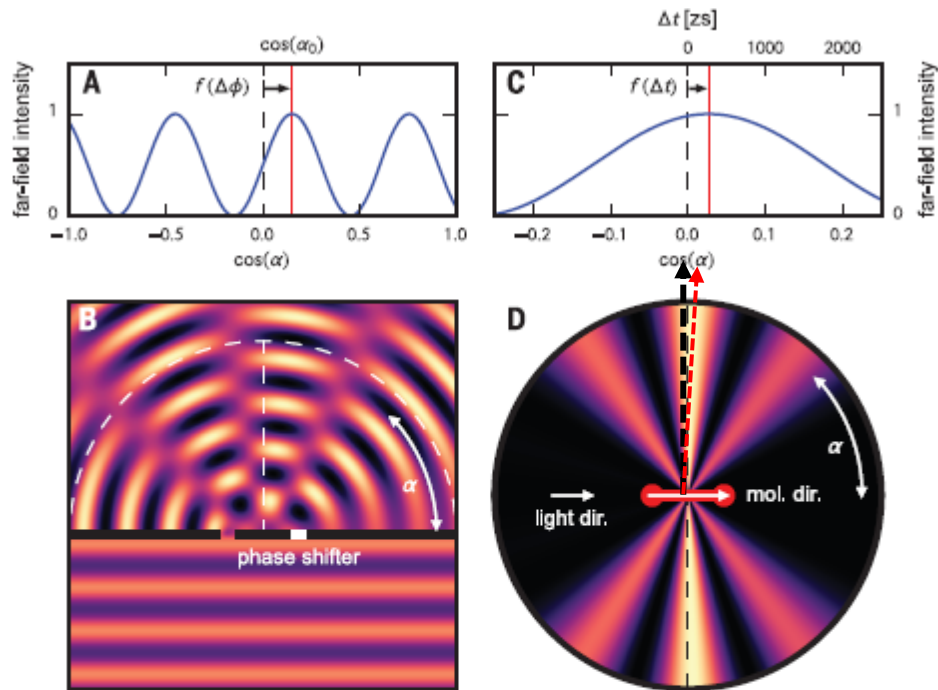 cos(α₀)
A
f(Δϕ)
far-field intensity
1
0
−1.0
−0.5
0.0
0.5
1.0
cos(α)
Δt [zs]
0
1000
2000
C
f(Δt)
1
0
far-field intensity
−0.2
−0.1
0.0
0.1
0.2
cos(α)
B
α
phase shifter
D
α
light dir.
mol. dir.